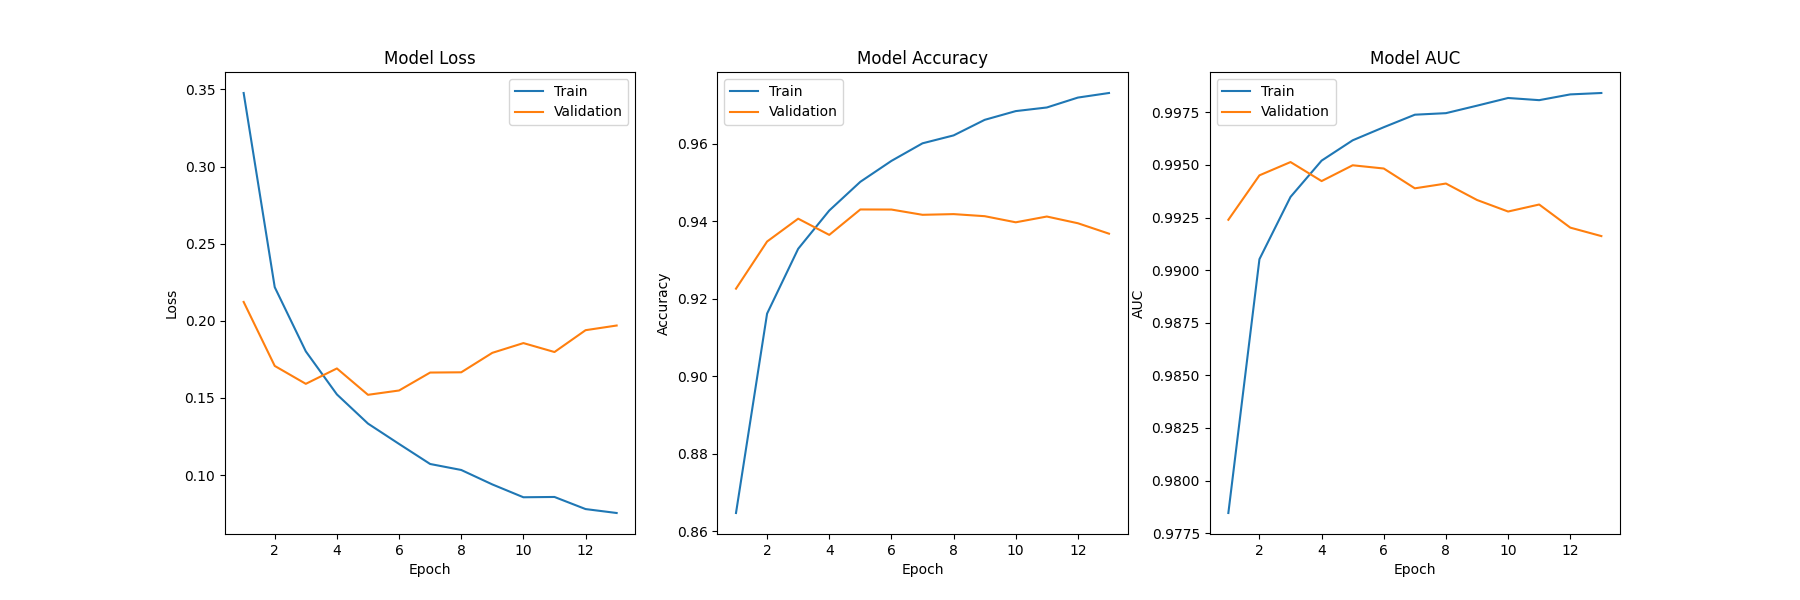 Model Loss
Train
Validation
0.35
0.30
0.25
0.20
0.15
0.10
Loss
2 4 6 8 10 12
Epoch
Model Accuracy
Train
Validation
0.96
0.94
0.92
0.90
0.88
0.86
Accuracy
2 4 6 8 10 12
Epoch
Model AUC
Train
Validation
0.9975
0.9950
0.9925
0.9900
0.9875
0.9850
0.9825
0.9800
0.9775
AUC
2 4 6 8 10 12
Epoch